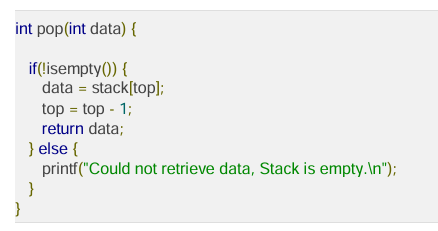 int pop(int data) {
if(!isempty()) {
data = stack[top];
top = top - 1;
return data;
} else {
printf("Could not retrieve data, Stack is empty.\n");
}
}